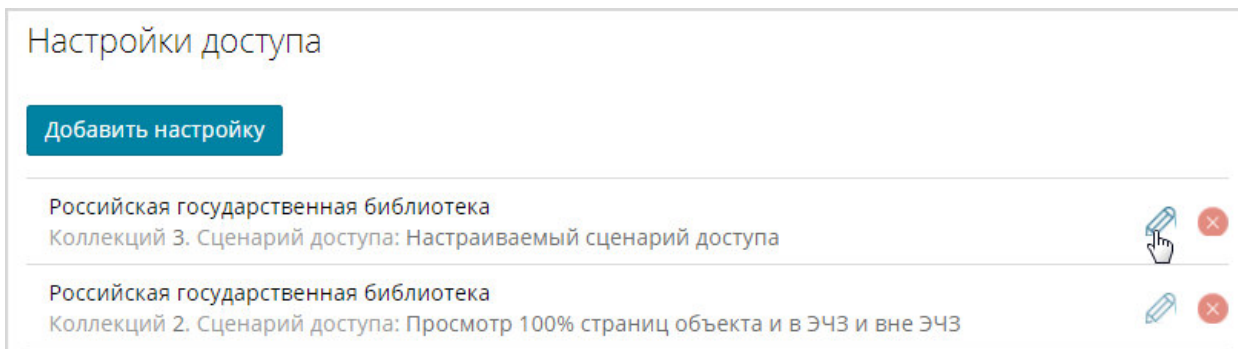 Настройки доступа
Добавить настройку
Российская государственная библиотека
Коллекций 3. Сценарий доступа: Настраиваемый сценарий доступа
Российская государственная библиотека
Коллекций 2. Сценарий доступа: Просмотр 100% страниц объекта и в ЭЧЗ и вне ЭЧЗ